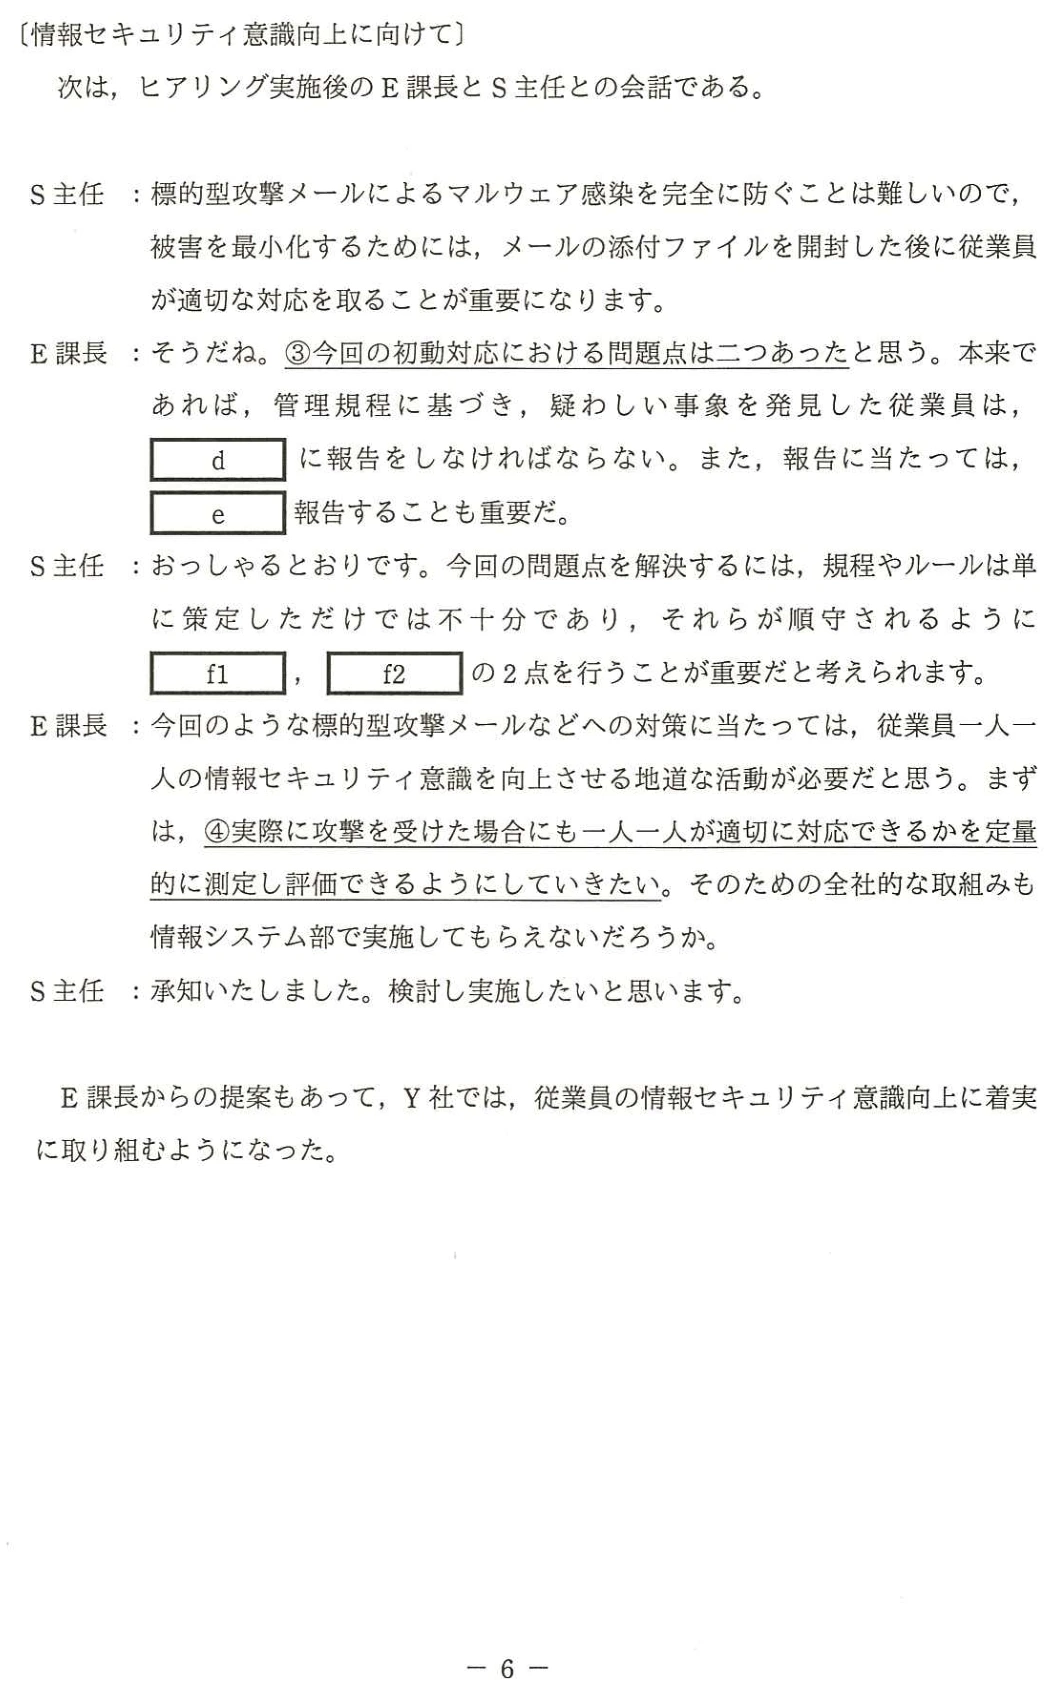 〔情報セキュリティ意識向上に向けて〕
次は，ヒアリング実施後のE課長とS主任との会話である。
S主任 ：標的型攻撃メールによるマルウェア感染を完全に防ぐことは難しいので，
被害を最小化するためには，メールの添付ファイルを開封した後に従業員
が適切な対応を取ることが重要になります。
E課長 ：そうだね。③今回の初動対応における問題点は二つあったと思う。本来で
あれば，管理規程に基づき，疑わしい事象を発見した従業員は，
d に報告をしなければならない。また，報告に当たっては，
e 報告することも重要だ。
S主任 ：おっしゃるとおりです。今回の問題点を解決するには，規程やルールは単
に策定しただけでは不十分であり，それらが順守されるように
f1 ， f2 の2点を行うことが重要だと考えられます。
E課長 ：今回のような標的型攻撃メールなどへの対策に当たっては，従業員一人一
人の情報セキュリティ意識を向上させる地道な活動が必要だと思う。まず
は，④実際に攻撃を受けた場合にも一人一人が適切に対応できるかを定量
的に測定し評価できるようにしていきたい。そのための全社的な取組みも
情報システム部で実施してもらえないだろうか。
S主任 ：承知いたしました。検討し実施したいと思います。
E課長からの提案もあって，Y社では，従業員の情報セキュリティ意識向上に着実
に取り組むようになった。
－ 6 －